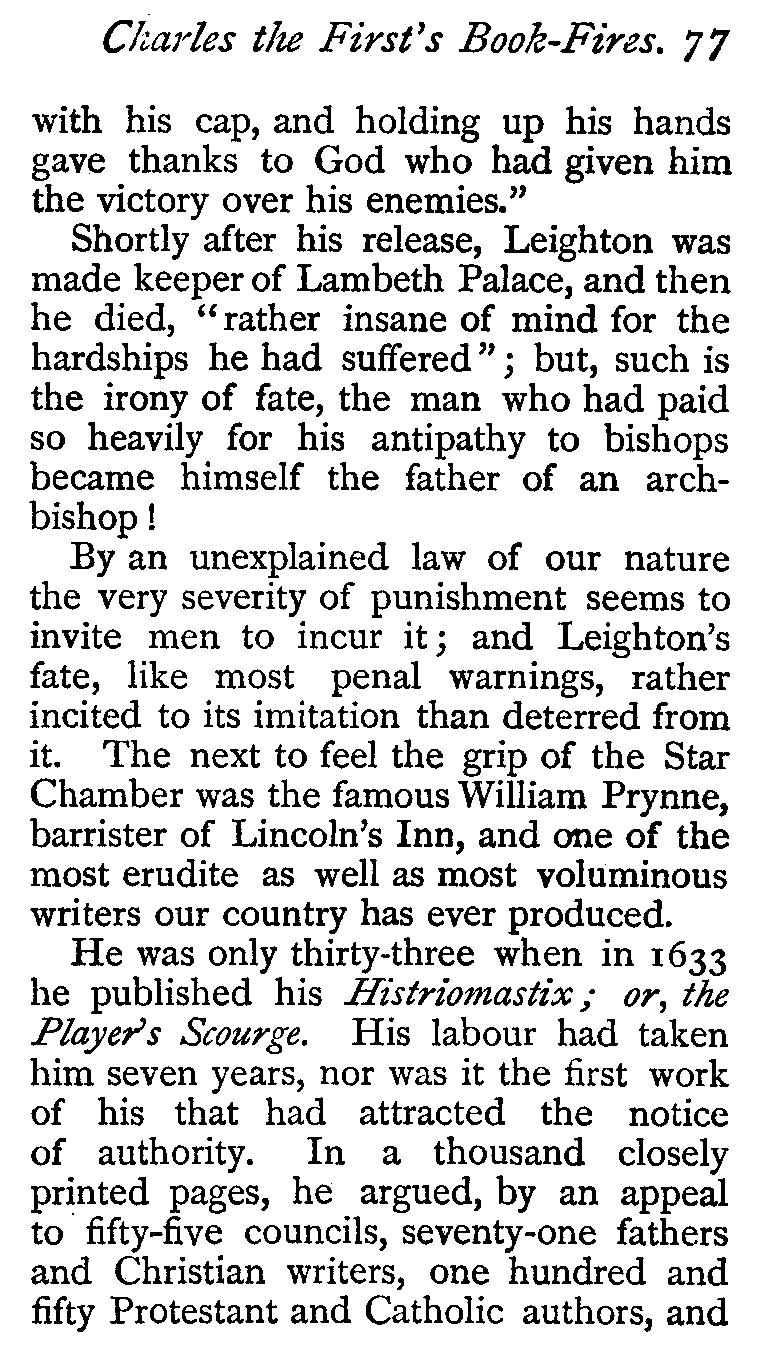 Charles the First's Book-Fires. 77
with his cap, and holding up his hands
gave thanks to God who had given him
the victory over his enemies."
Shortly after his release, Leighton was
made keeper of Lambeth Palace, and then
he died, "rather insane of mind for the
hardships he had suffered"; but, such is
the irony of fate, the man who had paid
so heavily for his antipathy to bishops
became himself the father of an arch-
bishop!
By an unexplained law of our nature
the very severity of punishment seems to
invite men to incur it; and Leighton's
fate, like most penal warnings, rather
incited to its imitation than deterred from
it. The next to feel the grip of the Star
Chamber was the famous William Prynne,
barrister of Lincoln's Inn, and one of the
most erudite as well as most voluminous
writers our country has ever produced.
He was only thirty-three when in 1633
he published his Histriomastix; or, the
Player's Scourge. His labour had taken
him seven years, nor was it the first work
of his that had attracted the notice
of authority. In a thousand closely
printed pages, he argued, by an appeal
to fifty-five councils, seventy-one fathers
and Christian writers, one hundred and
fifty Protestant and Catholic authors, and